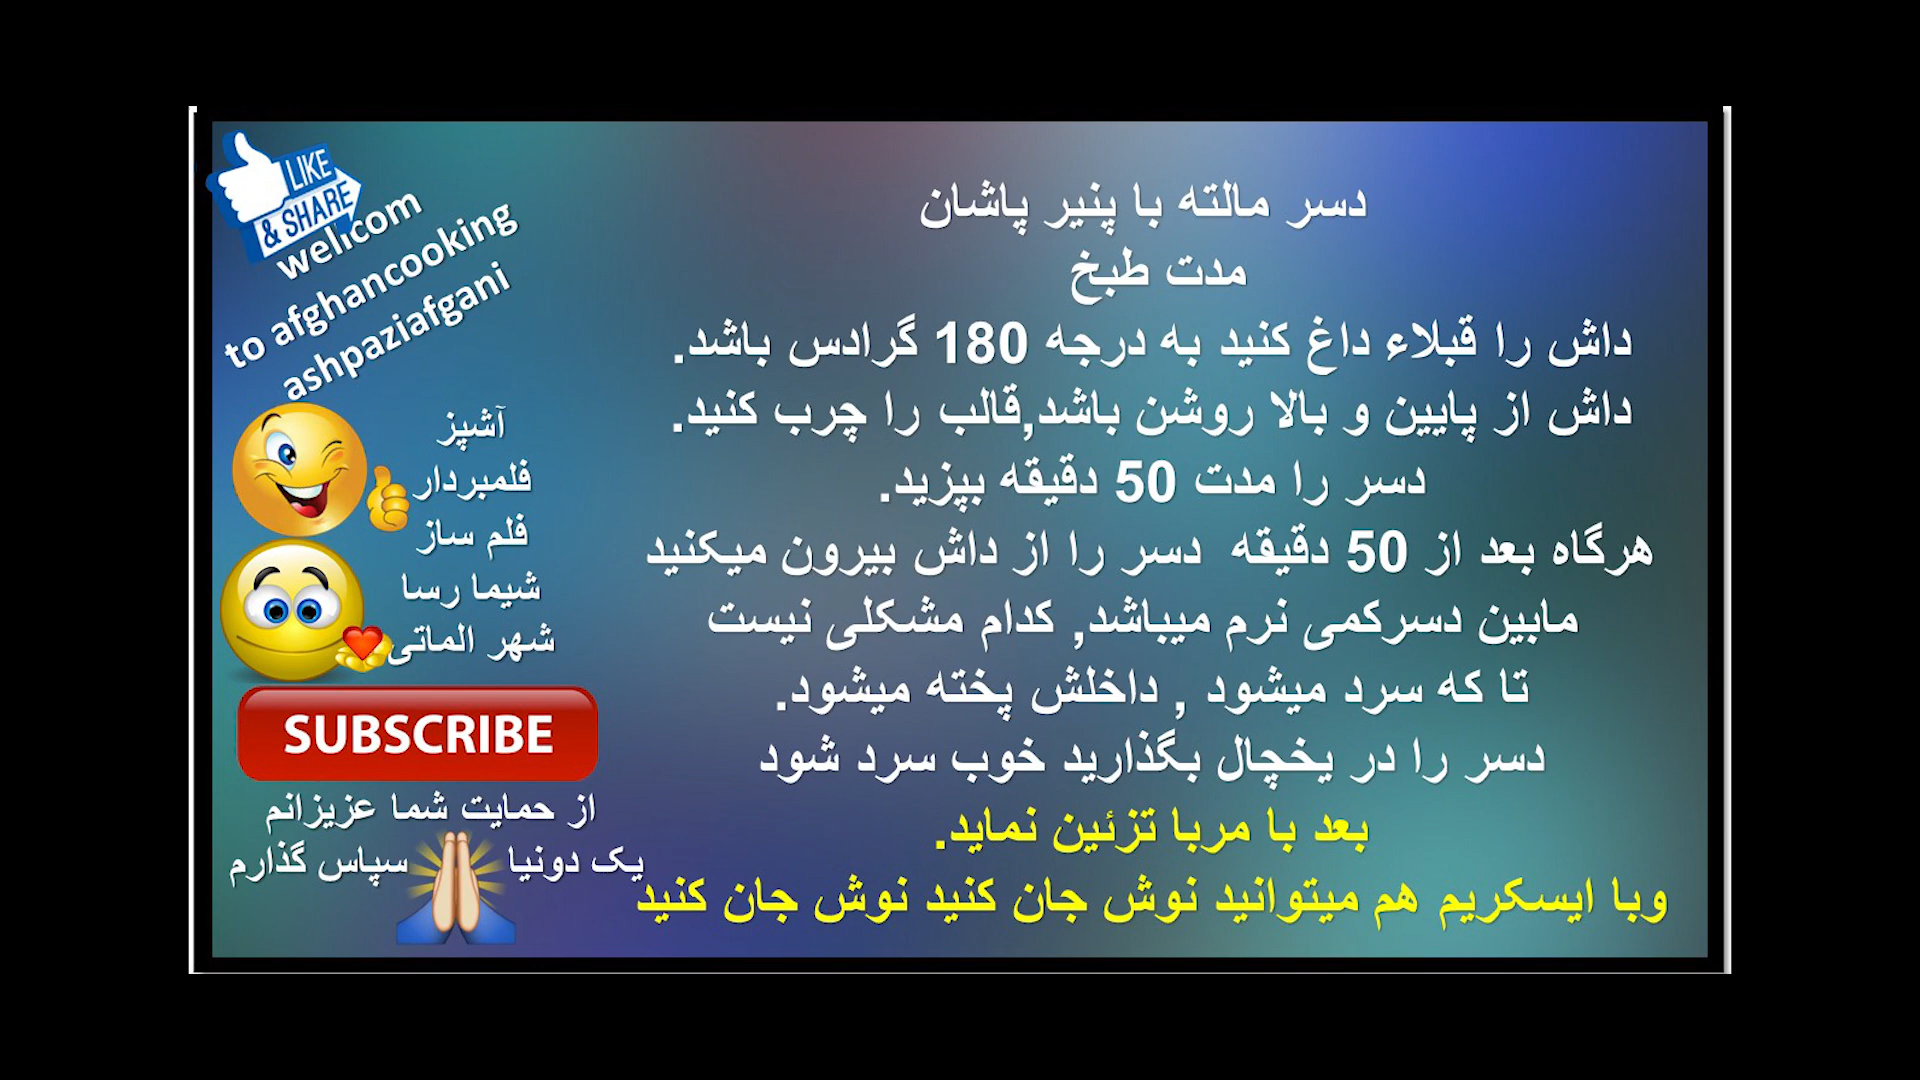 LIKE
& SHARE
wellcom
to afghancooking
ashpaziafgani
آشپز
فلمبردار
فلم ساز
شیما رسا
شهر الماتی
SUBSCRIBE
از حمایت شما عزیزانم
یک دونیا سپاس گذارم
دسر مالته با پنیر پاشان
مدت طبخ
داش را قبلاء داغ کنید به درجه 180 گرادس باشد.
داش از پایین و بالا روشن باشد,قالب را چرب کنید.
دسر را مدت 50 دقیقه بپزید.
هرگاه بعد از 50 دقیقه دسر را از داش بیرون میکنید
مابین دسرکمی نرم میباشد, کدام مشکلی نیست
تا که سرد میشود , داخلش پخته میشود.
دسر را در یخچال بگذارید خوب سرد شود
بعد با مربا تزئین نماید.
وبا ایسکریم هم میتوانید نوش جان کنید نوش جان کنید